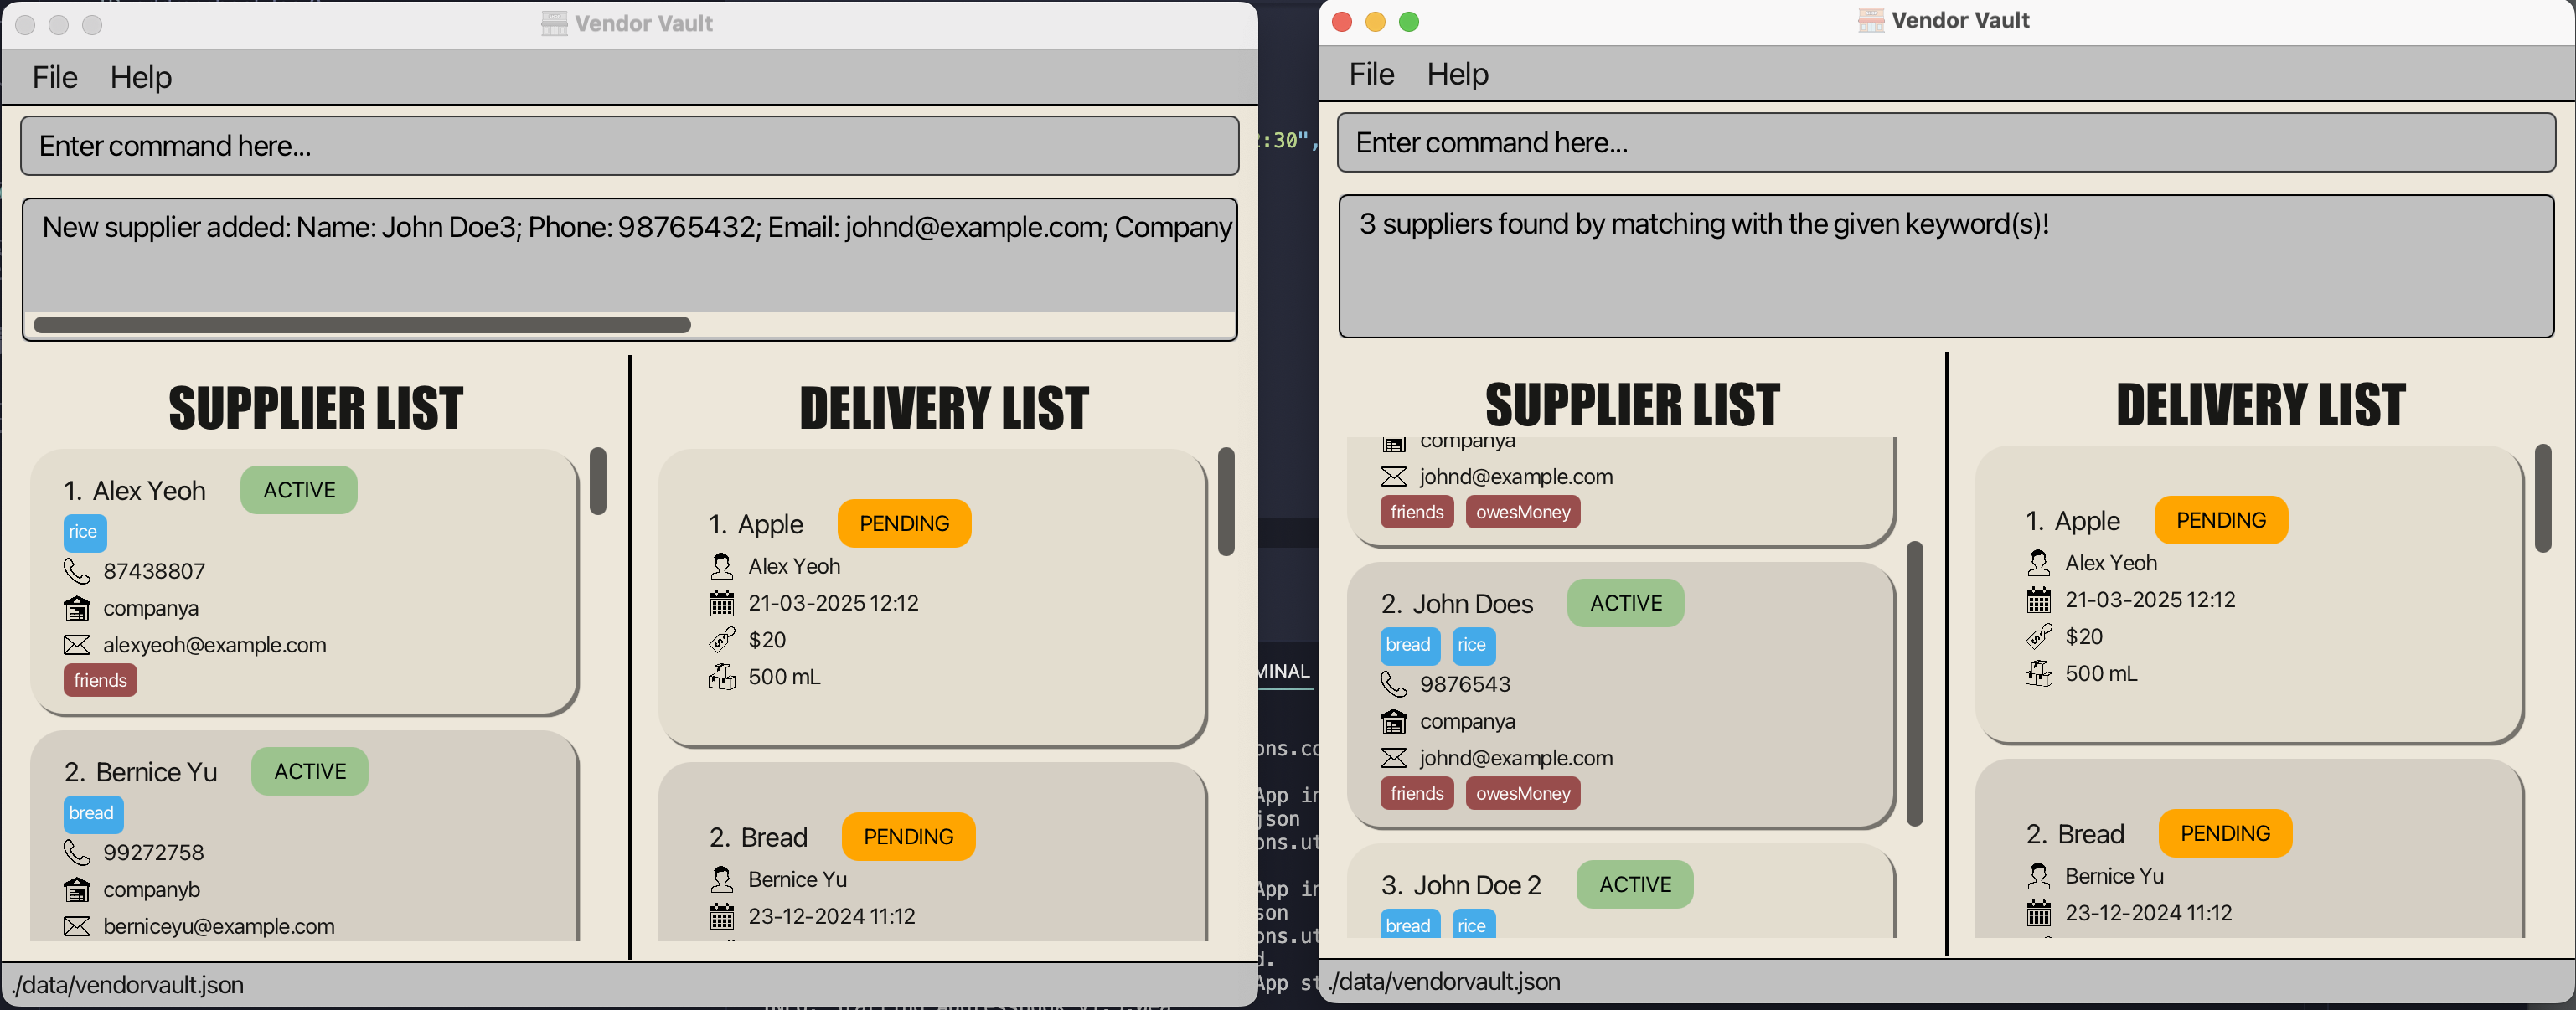 Vendor Vault
File Help
Enter command here...
New supplier added: Name: John Doe3; Phone: 98765432; Email: johnd@example.com; Company
SUPPLIER LIST
1. Alex Yeoh ACTIVE
rice
87438807
companya
alexyeoh@example.com
friends
2. Bernice Yu ACTIVE
bread
99272758
companyb
berniceyu@example.com
DELIVERY LIST
1. Apple PENDING
Alex Yeoh
21-03-2025 12:12
$20
500 mL
2. Bread PENDING
Bernice Yu
23-12-2024 11:12
./data/vendorvault.json
:30",
MINAL
ons.co
App in
json
ons.ut
App in
son
ons.ut
d.
App st
Vendor Vault
File Help
Enter command here...
3 suppliers found by matching with the given keyword(s)!
SUPPLIER LIST
companya
johnd@example.com
friends owesMoney
2. John Does ACTIVE
bread rice
9876543
companya
johnd@example.com
friends owesMoney
3. John Doe 2 ACTIVE
bread rice
DELIVERY LIST
1. Apple PENDING
Alex Yeoh
21-03-2025 12:12
$20
500 mL
2. Bread PENDING
Bernice Yu
23-12-2024 11:12
./data/vendorvault.json